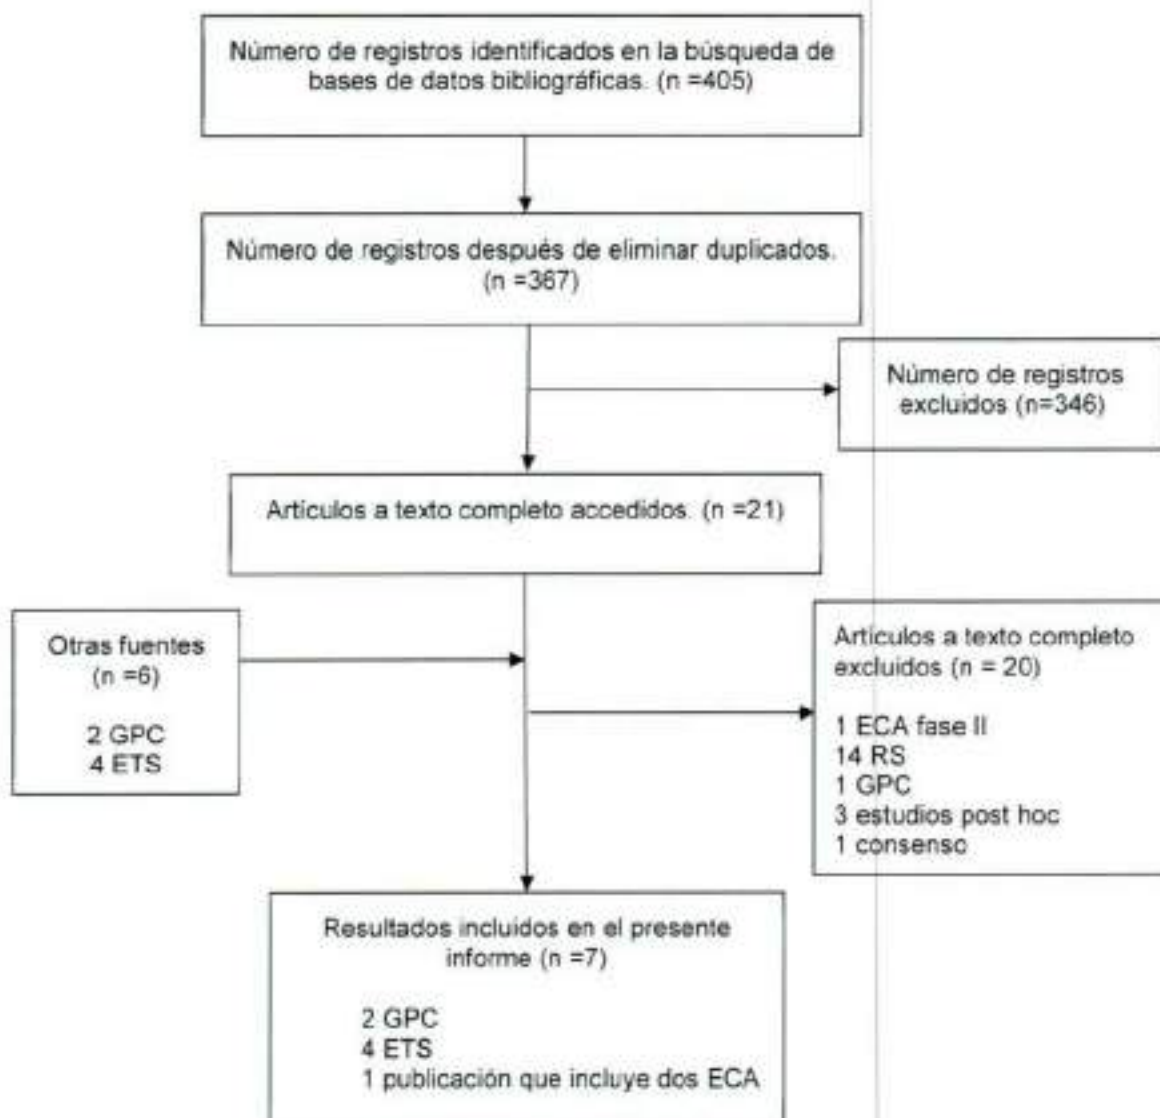 Número de registros identificados en la búsqueda de
bases de datos bibliográficas. (n =405)
Número de registros después de eliminar duplicados.
(n =367)
Número de registros
excluidos (n=346)
Artículos a texto completo accedidos. (n =21)
Otras fuentes
(n =6)
2 GPC
4 ETS
Artículos a texto completo
excluidos (n = 20)
1 ECA fase II
14 RS
1 GPC
3 estudios post hoc
1 consenso
Resultados incluidos en el presente
informe (n =7)
2 GPC
4 ETS
1 publicación que incluye dos ECA